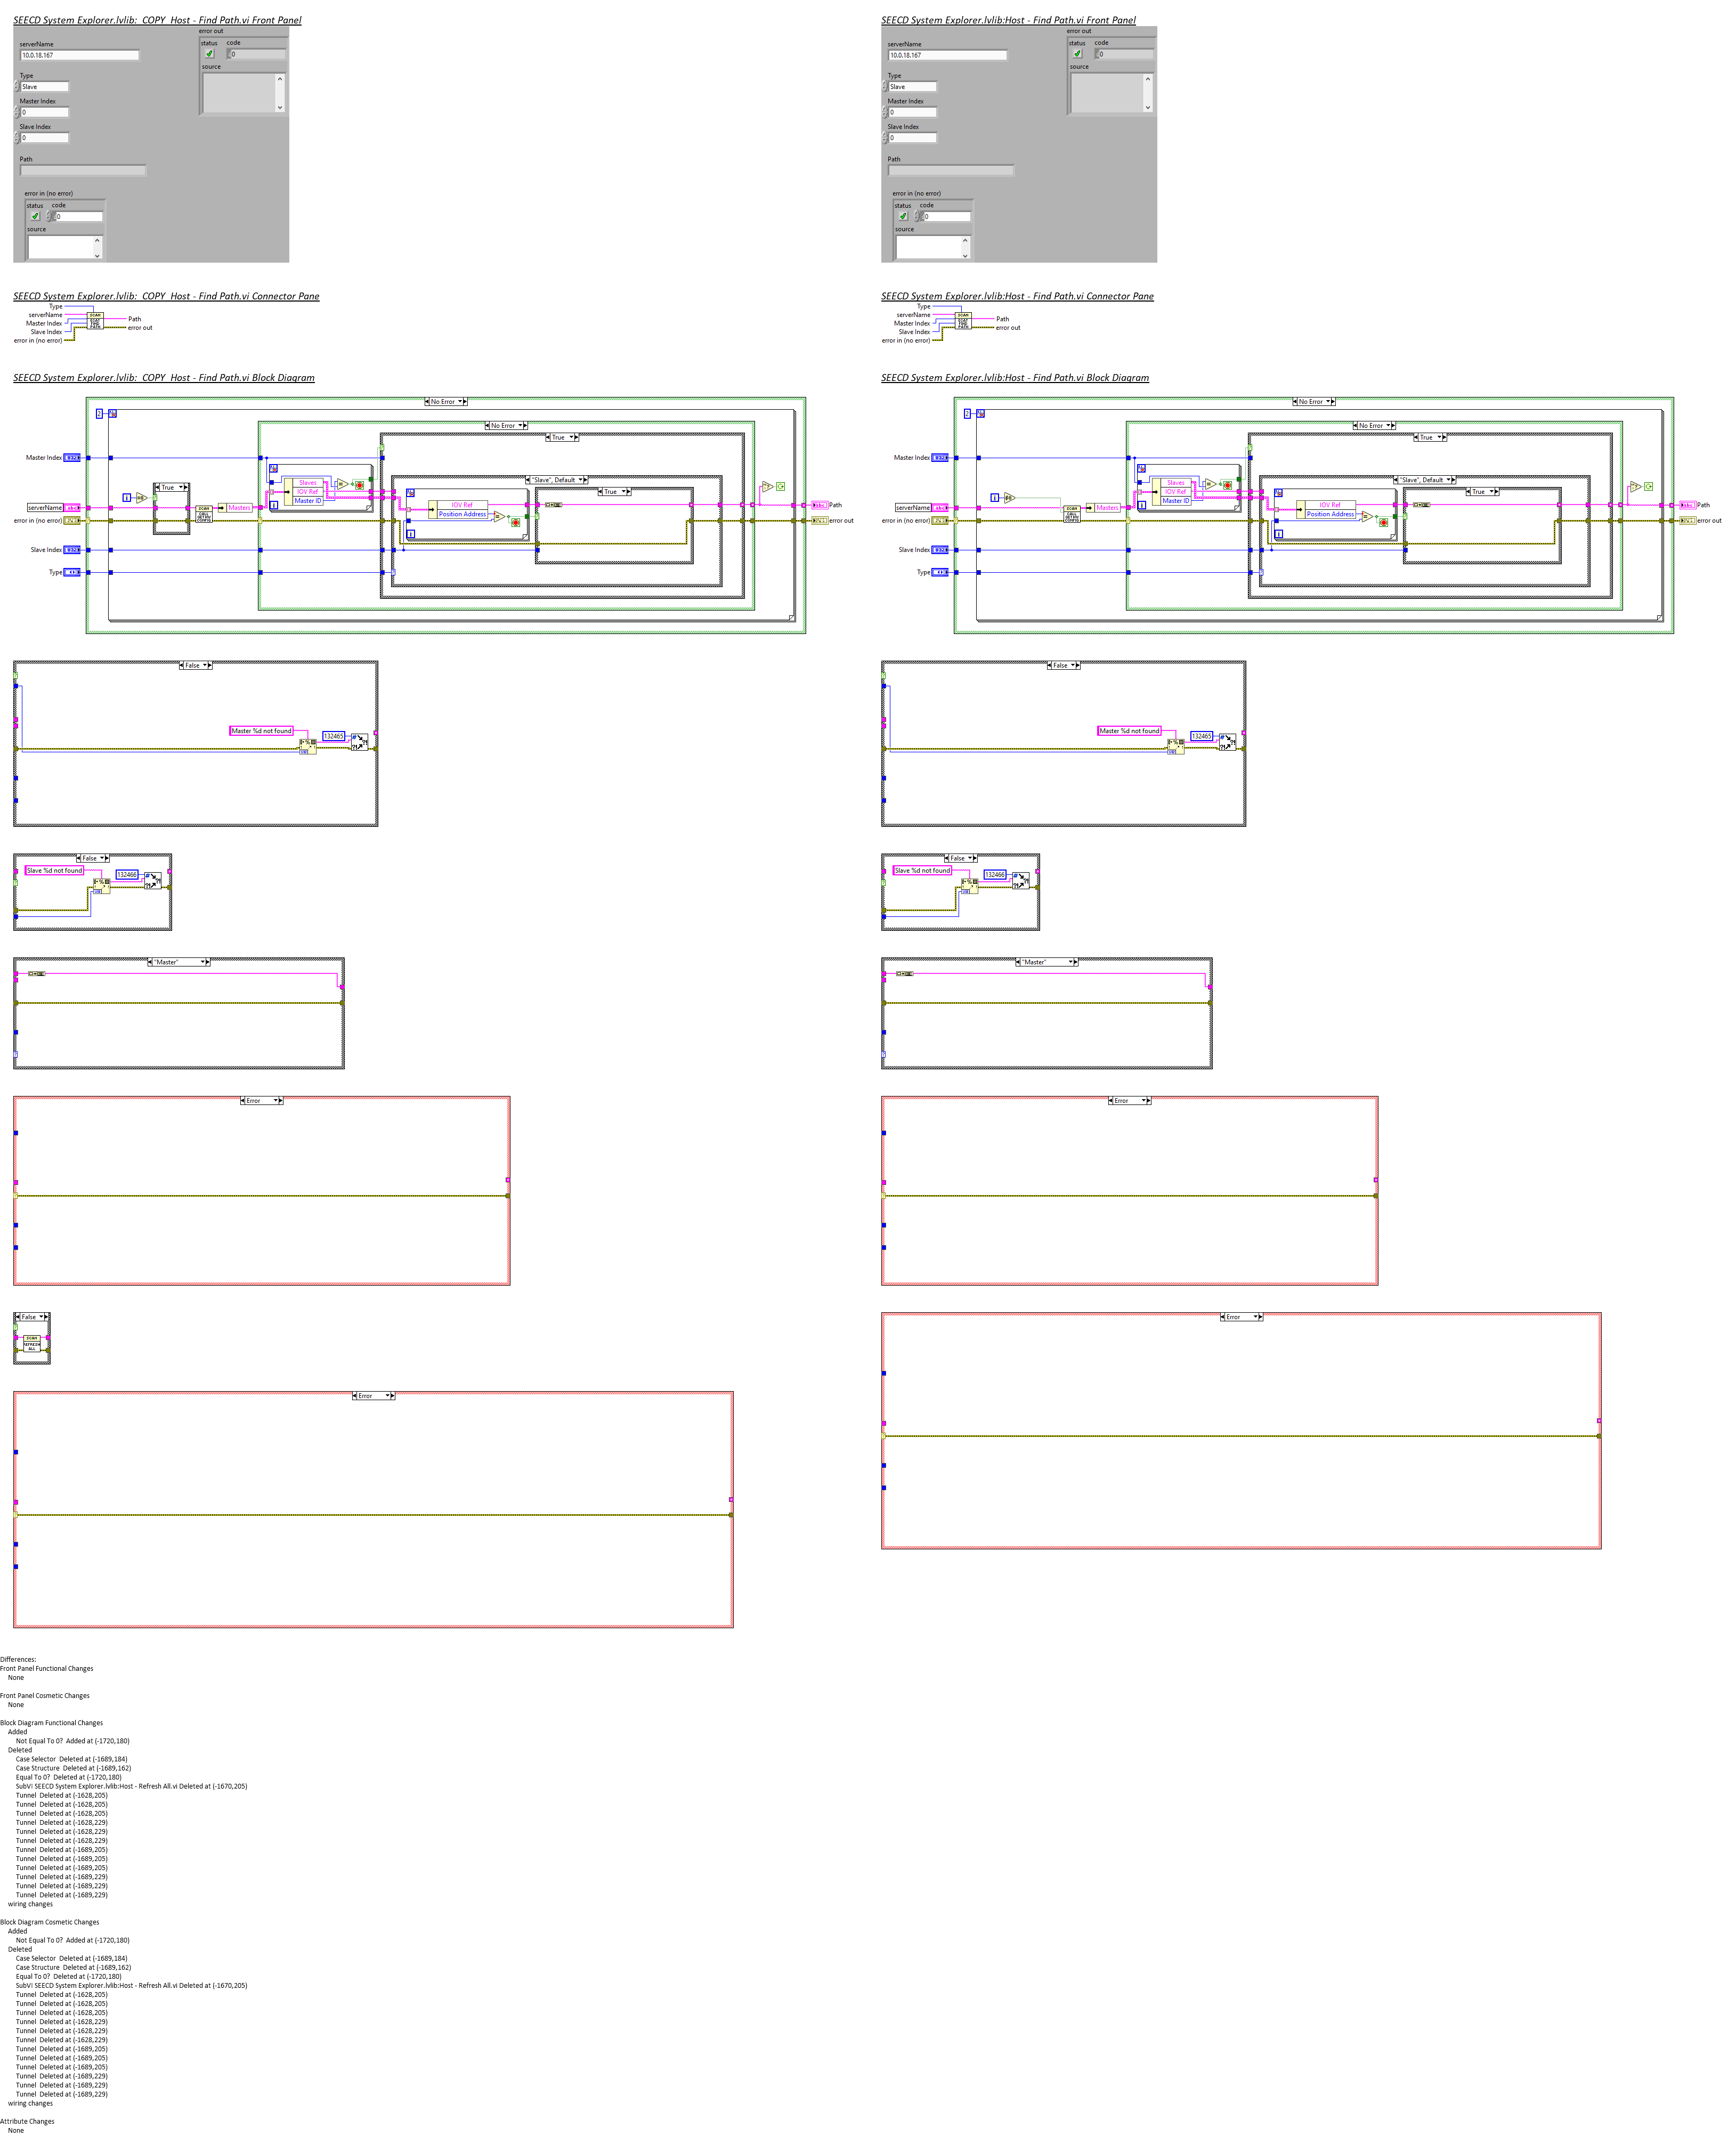 SEECD System Explorer.lvlib:_COPY_Host - Find Path.vi Front Panel
serverName
10.0.18.167
Type
Slave
Master Index
0
Slave Index
0
Path
error in (no error)
status code
0
source
error out
status code
0
source
SEECD System Explorer.lvlib:Host - Find Path.vi Front Panel
serverName
10.0.18.167
Type
Slave
Master Index
0
Slave Index
0
Path
error in (no error)
status code
0
source
error out
status code
0
source
SEECD System Explorer.lvlib:_COPY_Host - Find Path.vi Connector Pane
Type
serverName
Master Index
Slave Index
error in (no error)
Path
error out
SEECD System Explorer.lvlib:Host - Find Path.vi Connector Pane
Type
serverName
Master Index
Slave Index
error in (no error)
Path
error out
SEECD System Explorer.lvlib:_COPY_Host - Find Path.vi Block Diagram
No Error
2
No Error
True
Master Index
True
Slaves
IOV Ref
Master ID
"Slave", Default
True
IOV Ref
Position Address
serverName
Masters
Path
error in (no error)
error out
Slave Index
Type
SEECD System Explorer.lvlib:Host - Find Path.vi Block Diagram
No Error
2
No Error
True
Master Index
Slaves
IOV Ref
Master ID
"Slave", Default
True
IOV Ref
Position Address
serverName
Masters
Path
error in (no error)
error out
Slave Index
Type
False
Master %d not found
132465
False
Master %d not found
132465
False
Slave %d not found
132466
False
Slave %d not found
132466
"Master"
"Master"
Error
Error
False
SCAN
REFRESH
ALL
Error
Error
Differences:
Front Panel Functional Changes
None
Front Panel Cosmetic Changes
None
Block Diagram Functional Changes
Added
Not Equal To 0?  Added at (-1720,180)
Deleted
Case Selector  Deleted at (-1689,184)
Case Structure  Deleted at (-1689,162)
Equal To 0?  Deleted at (-1720,180)
SubVI SEECD System Explorer.lvlib:Host - Refresh All.vi Deleted at (-1670,205)
Tunnel  Deleted at (-1628,205)
Tunnel  Deleted at (-1628,205)
Tunnel  Deleted at (-1628,205)
Tunnel  Deleted at (-1628,229)
Tunnel  Deleted at (-1628,229)
Tunnel  Deleted at (-1628,229)
Tunnel  Deleted at (-1689,205)
Tunnel  Deleted at (-1689,205)
Tunnel  Deleted at (-1689,205)
Tunnel  Deleted at (-1689,229)
Tunnel  Deleted at (-1689,229)
Tunnel  Deleted at (-1689,229)
wiring changes
Block Diagram Cosmetic Changes
Added
Not Equal To 0?  Added at (-1720,180)
Deleted
Case Selector  Deleted at (-1689,184)
Case Structure  Deleted at (-1689,162)
Equal To 0?  Deleted at (-1720,180)
SubVI SEECD System Explorer.lvlib:Host - Refresh All.vi Deleted at (-1670,205)
Tunnel  Deleted at (-1628,205)
Tunnel  Deleted at (-1628,205)
Tunnel  Deleted at (-1628,205)
Tunnel  Deleted at (-1628,229)
Tunnel  Deleted at (-1628,229)
Tunnel  Deleted at (-1628,229)
Tunnel  Deleted at (-1689,205)
Tunnel  Deleted at (-1689,205)
Tunnel  Deleted at (-1689,205)
Tunnel  Deleted at (-1689,229)
Tunnel  Deleted at (-1689,229)
Tunnel  Deleted at (-1689,229)
wiring changes
Attribute Changes
None